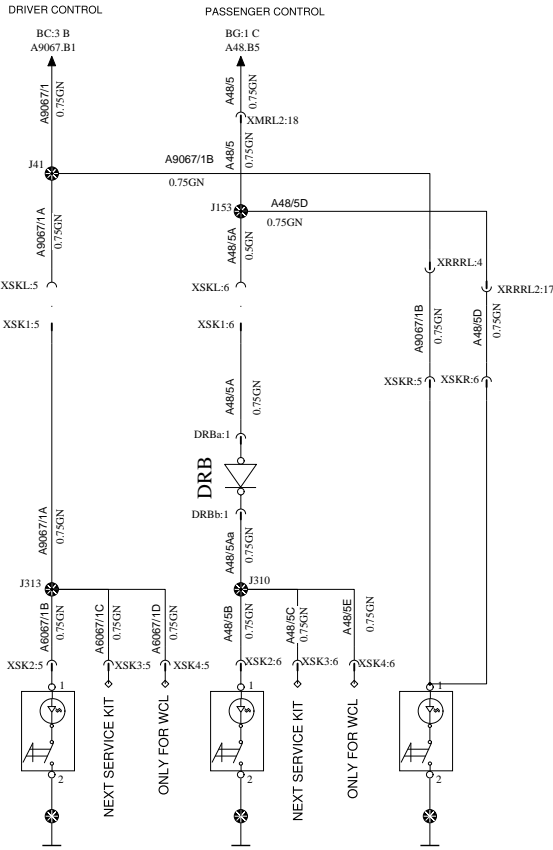 DRIVER CONTROL
PASSENGER CONTROL
BC:3 B
A9067.B1
BG:1 C
A48.B5
A9067/1
0.75GN
A48/5
0.75GN
XMRL2:18
A48/5
0.75GN
J41
A9067/1B
0.75GN
J153
A48/5D
0.75GN
A9067/1A
0.75GN
A48/5A
0.5GN
XRRRL:4
XSKL:5
XSKL:6
XRRRL2:17
XSK1:5
XSK1:6
A9067/1B
0.75GN
A48/5D
0.75GN
XSKR:5
XSKR:6
A48/5A
0.75GN
DRBa:1
DRB
DRBb:1
A9067/1A
0.75GN
A48/5Aa
0.75GN
J313
J310
A6067/1B
0.75GN
A6067/1C
0.75GN
A6067/1D
0.75GN
A48/5B
0.75GN
A48/5C
0.75GN
A48/5E
0.75GN
XSK2:5
XSK3:5
XSK4:5
XSK2:6
XSK3:6
XSK4:6
1
1
1
NEXT SERVICE KIT
ONLY FOR WCL
NEXT SERVICE KIT
ONLY FOR WCL
2
2
2